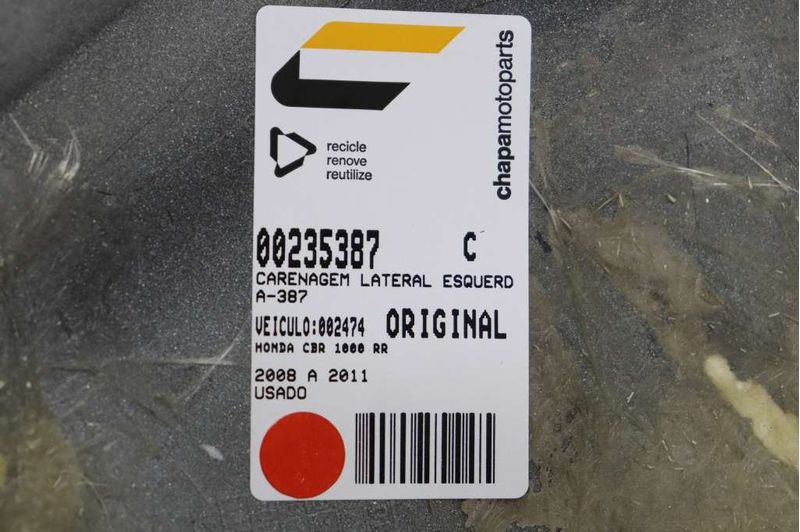 chapamotoparts
recicle
renove
reutilize
00235387 C
CARENAGEM LATERAL ESQUERD
A-387
VEICULO:002474 ORIGINAL
HONDA CBR 1000 RR
2008 A 2011
USADO